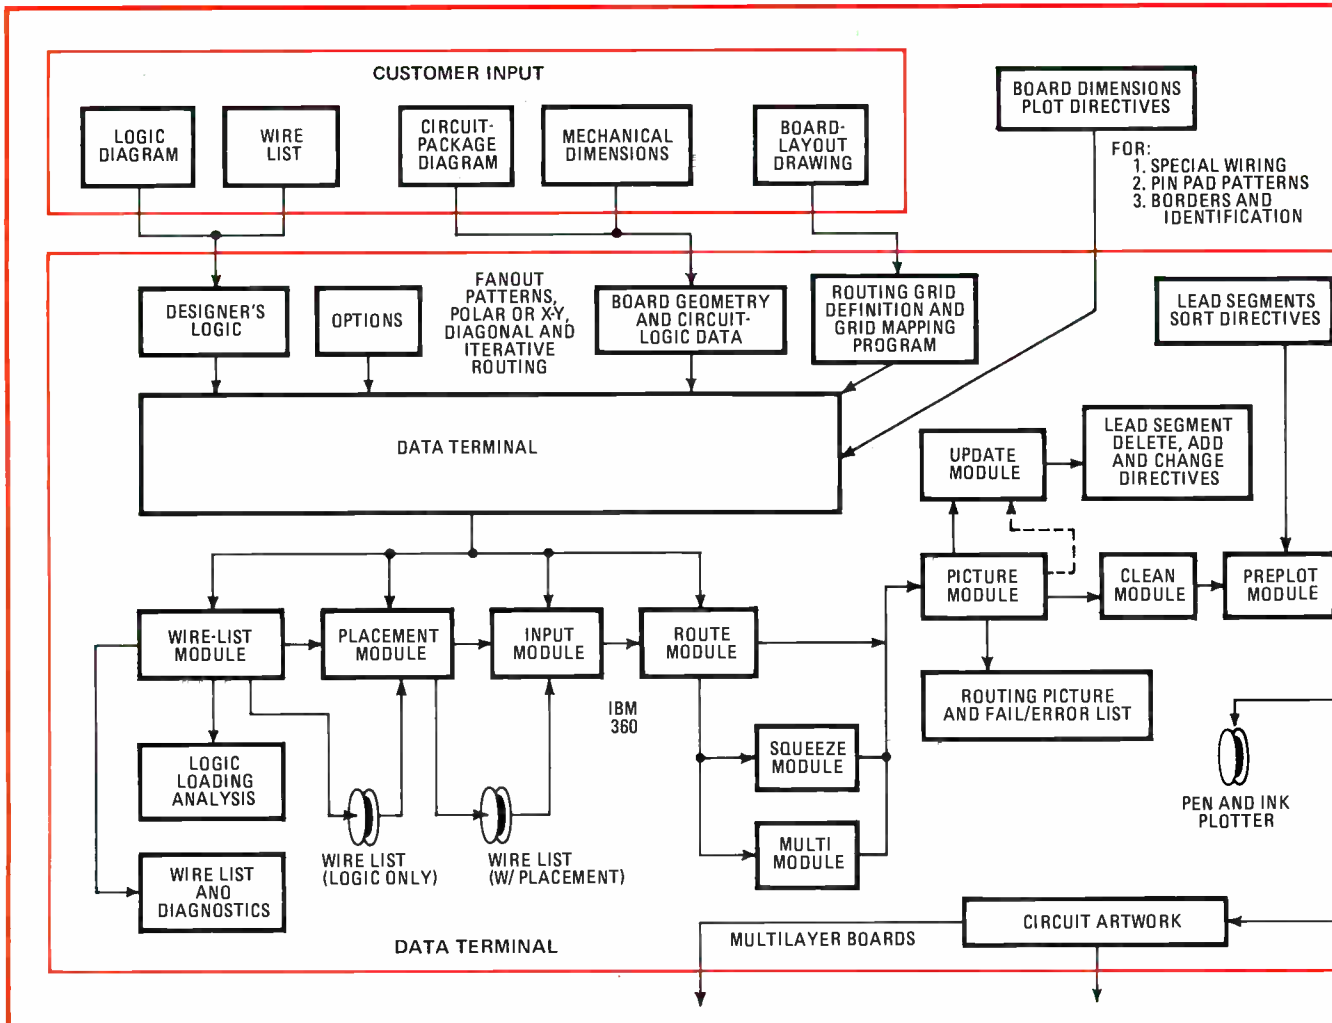 CUSTOMER INPUT
LOGIC
DIAGRAM
WIRE
LIST
CIRCUIT-
PACKAGE
DIAGRAM
MECHANICAL
DIMENSIONS
BOARD-
LAYOUT
DRAWING
BOARD DIMENSIONS
PLOT DIRECTIVES
FOR:
1. SPECIAL WIRING
2. PIN PAD PATTERNS
3. BORDERS AND
IDENTIFICATION
DESIGNER'S
LOGIC
OPTIONS
FANOUT
PATTERNS,
POLAR OR X-Y,
DIAGONAL AND
ITERATIVE
ROUTING
BOARD GEOMETRY
AND CIRCUIT-
LOGIC DATA
ROUTING GRID
DEFINITION AND
GRID MAPPING
PROGRAM
LEAD SEGMENTS
SORT DIRECTIVES
DATA TERMINAL
UPDATE
MODULE
LEAD SEGMENT
DELETE, ADD
AND CHANGE
DIRECTIVES
WIRE-LIST
MODULE
PLACEMENT
MODULE
INPUT
MODULE
ROUTE
MODULE
PICTURE
MODULE
CLEAN
MODULE
PREPLOT
MODULE
IBM
360
ROUTING PICTURE
AND FAIL/ERROR LIST
LOGIC
LOADING
ANALYSIS
SQUEEZE
MODULE
MULTI
MODULE
PEN AND INK
PLOTTER
WIRE LIST
(LOGIC ONLY)
WIRE LIST
(W/ PLACEMENT)
WIRE LIST
AND
DIAGNOSTICS
DATA TERMINAL
MULTILAYER BOARDS
CIRCUIT ARTWORK